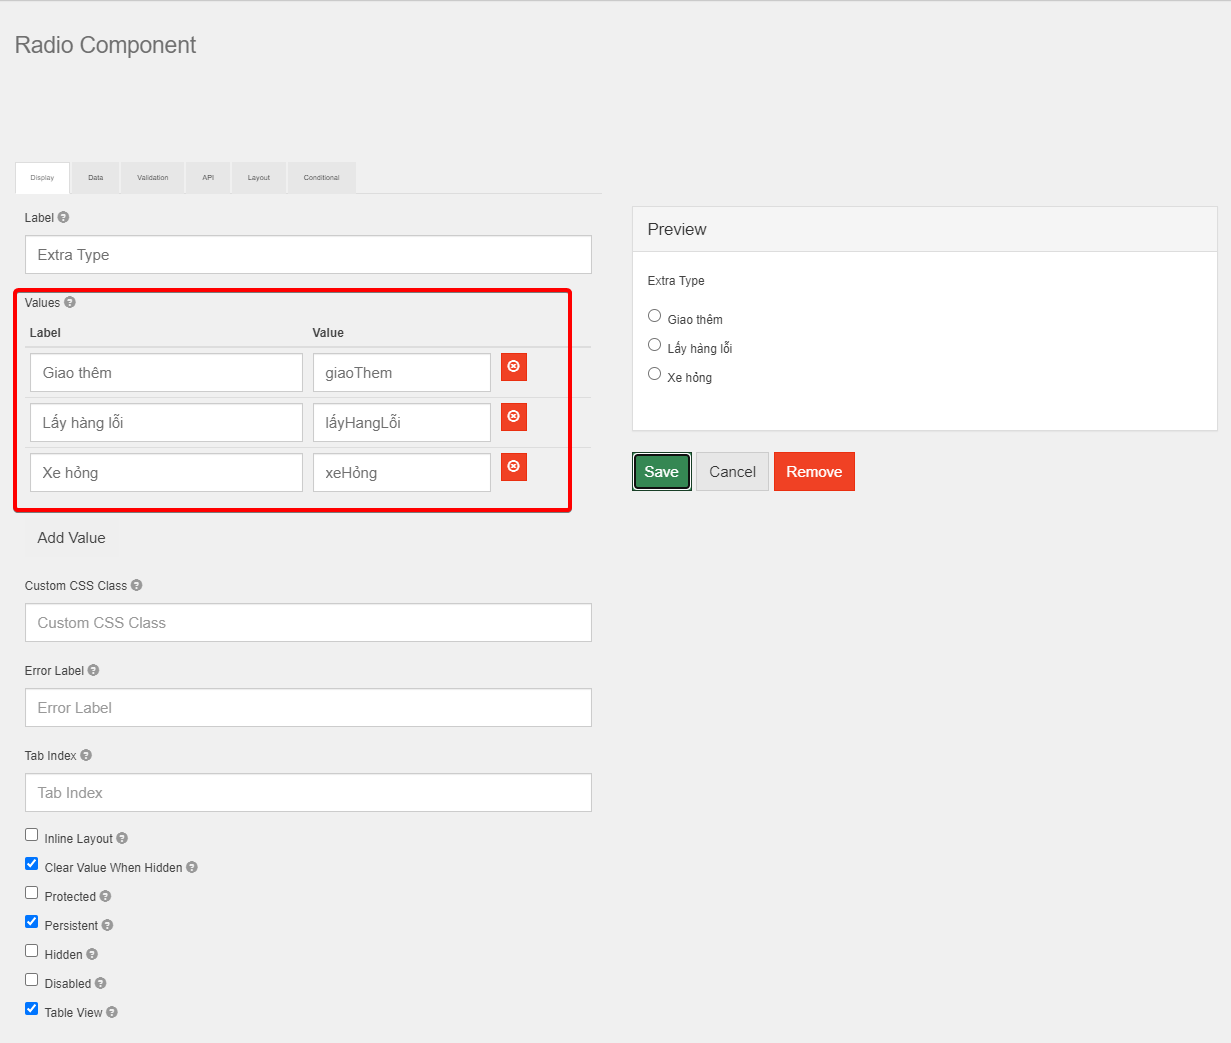 Radio Component
Display Data Validation API Layout Conditional
Label
Extra Type
Values
Label Value
Giao thêm giaoThem
Lấy hàng lỗi lấyHangLỗi
Xe hỏng xeHỏng
Add Value
Custom CSS Class
Custom CSS Class
Error Label
Error Label
Tab Index
Tab Index
Inline Layout
Clear Value When Hidden
Protected
Persistent
Hidden
Disabled
Table View
Preview
Extra Type
Giao thêm
Lấy hàng lỗi
Xe hỏng
Save Cancel Remove